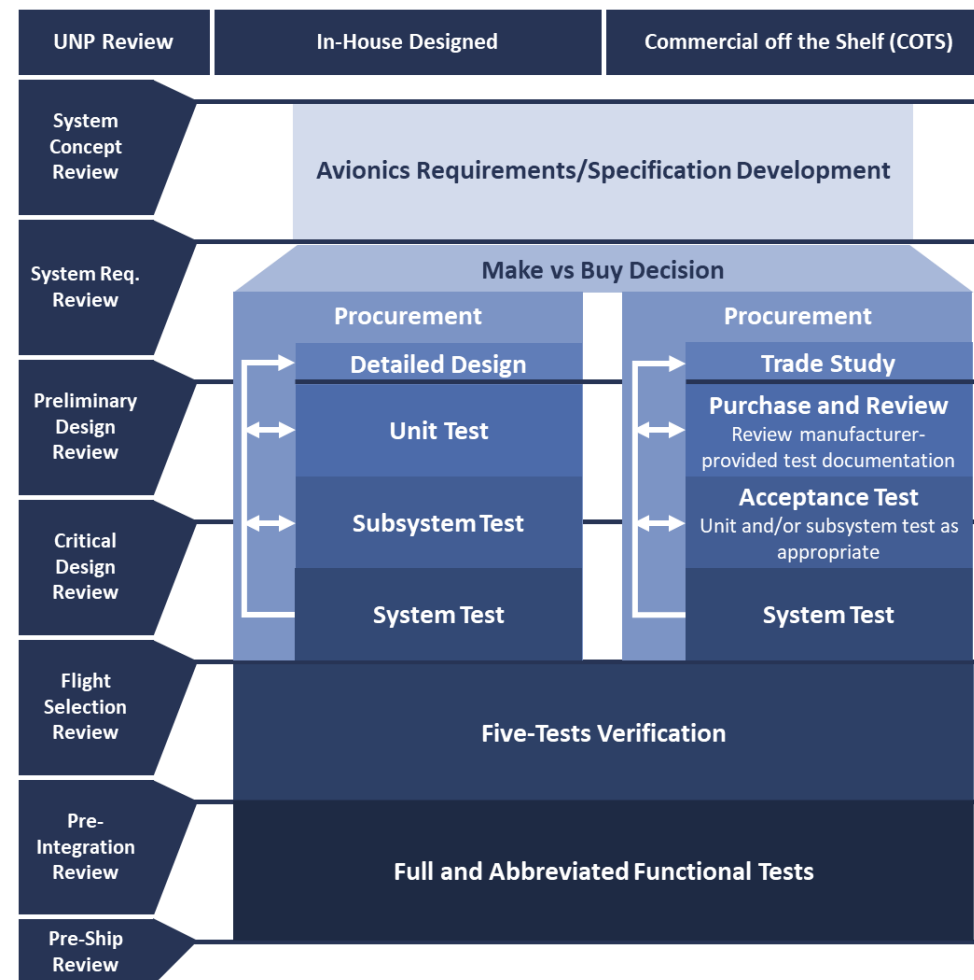 UNP Review
In-House Designed
Commercial off the Shelf (COTS)
System
Concept
Review
Avionics Requirements/Specification Development
System Req.
Review
Make vs Buy Decision
Procurement
Procurement
Detailed Design
Trade Study
Preliminary
Design
Review
Unit Test
Purchase and Review
Review manufacturer-
provided test documentation
Subsystem Test
Acceptance Test
Unit and/or subsystem test as
appropriate
Critical
Design
Review
System Test
System Test
Flight
Selection
Review
Five-Tests Verification
Pre-
Integration
Review
Full and Abbreviated Functional Tests
Pre-Ship
Review